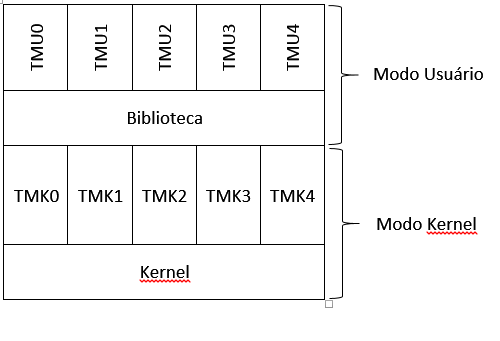 TMU0 TMU1 TMU2 TMU3 TMU4
Modo Usuário
Biblioteca
TMK0 TMK1 TMK2 TMK3 TMK4
Modo Kernel
Kernel